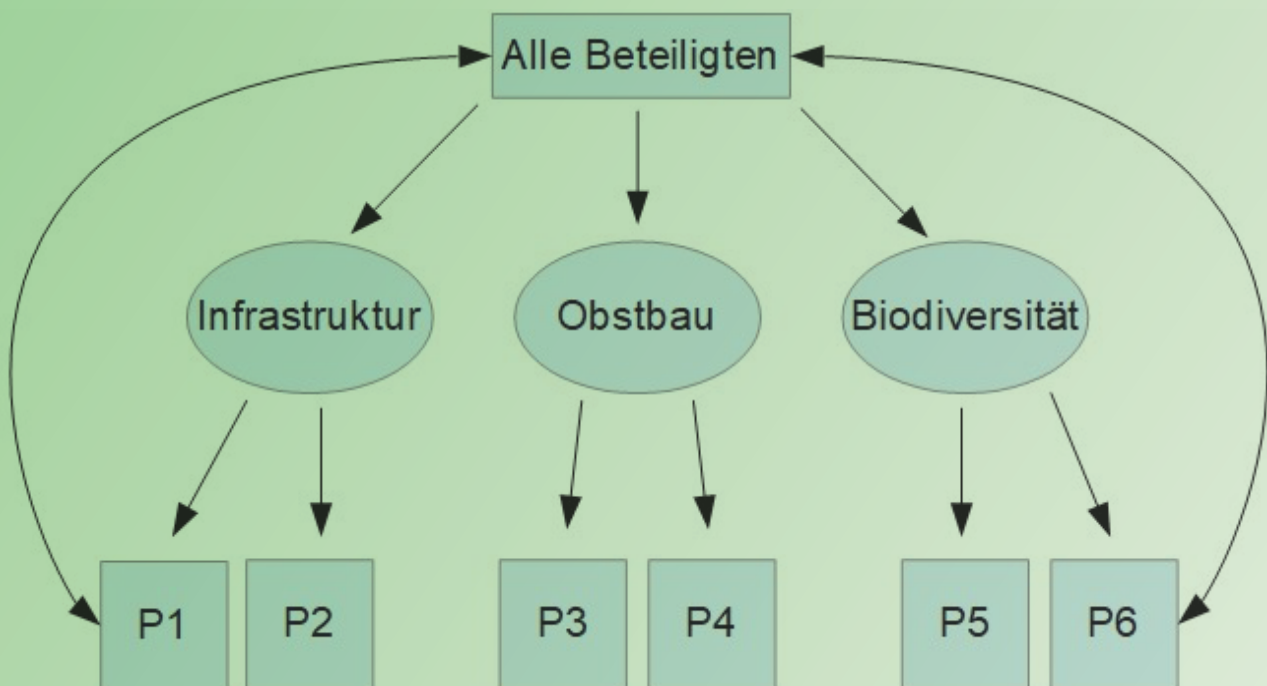 Alle Beteiligten
Infrastruktur
Obstbau
Biodiversität
P1
P2
P3
P4
P5
P6